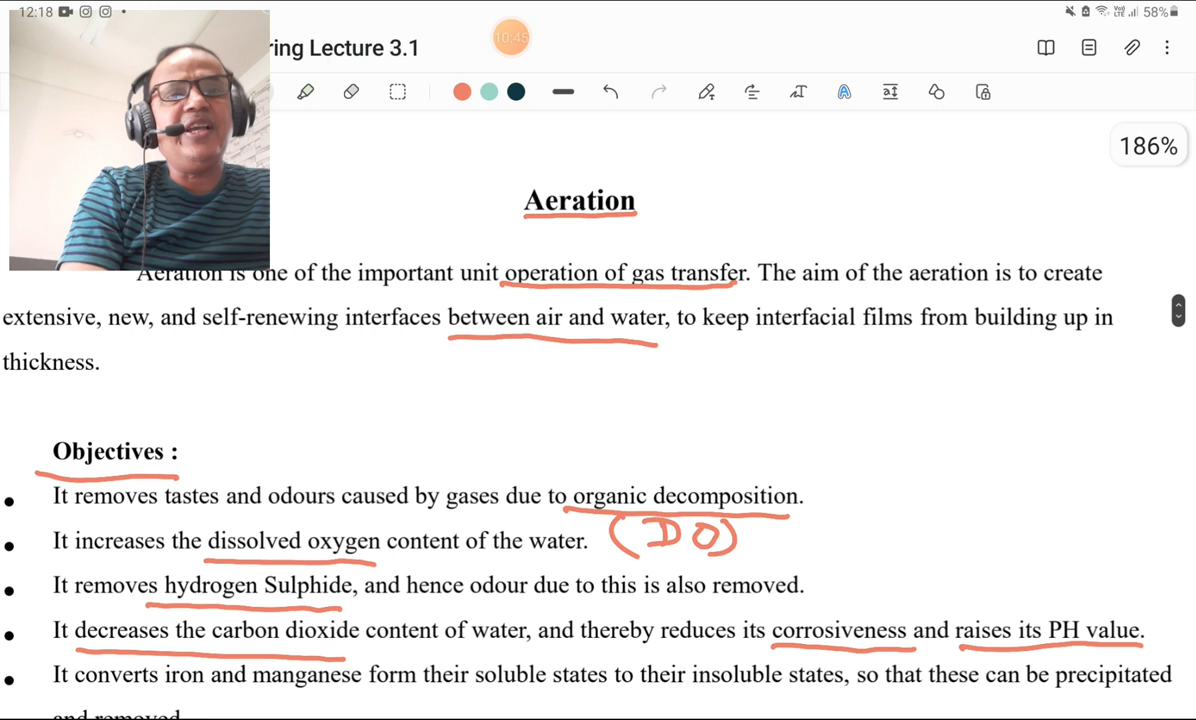 12:18
58%
ring Lecture 3.1
10:45
186%
Aeration
Aeration is one of the important unit operation of gas transfer. The aim of the aeration is to create
extensive, new, and self-renewing interfaces between air and water, to keep interfacial films from building up in
thickness.
Objectives :
• It removes tastes and odours caused by gases due to organic decomposition.
• It increases the dissolved oxygen content of the water. (DO)
• It removes hydrogen Sulphide, and hence odour due to this is also removed.
• It decreases the carbon dioxide content of water, and thereby reduces its corrosiveness and raises its PH value.
• It converts iron and manganese form their soluble states to their insoluble states, so that these can be precipitated
and removed